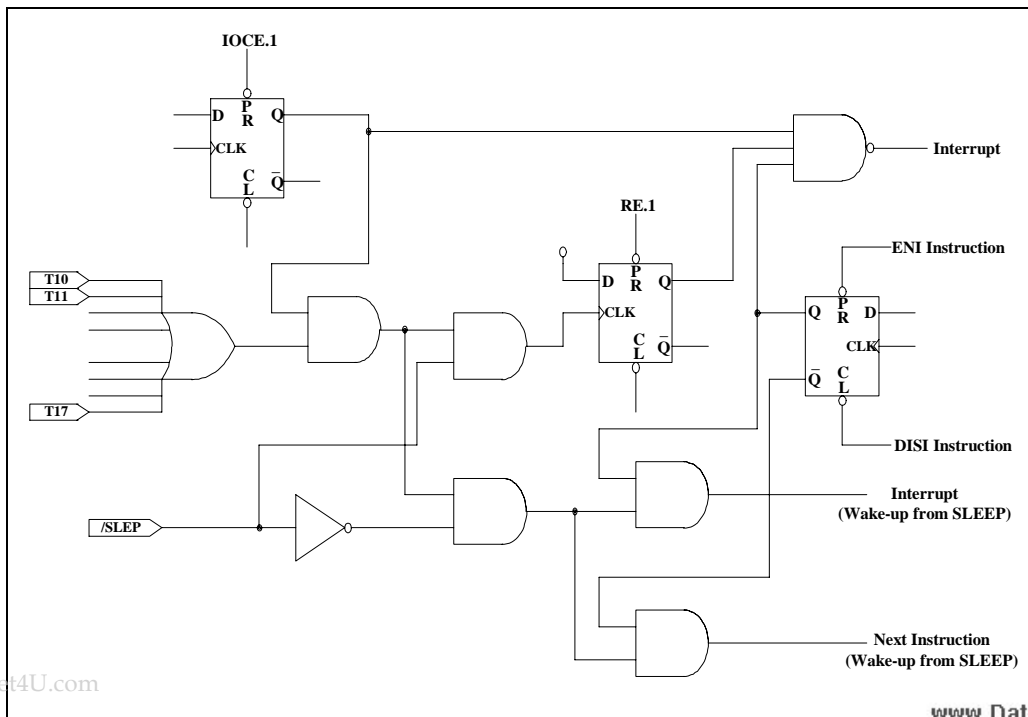 IOCE.1
D
PR
Q
CLK
CL
Q̅
Interrupt
RE.1
ENI Instruction
T10
T11
D
PR
Q
CLK
CL
Q̅
Q
PR
D
CLK
Q̅
CL
T17
DISI Instruction
/SLEP
Interrupt
(Wake-up from SLEEP)
Next Instruction
(Wake-up from SLEEP)
et4U.com
www.Dat